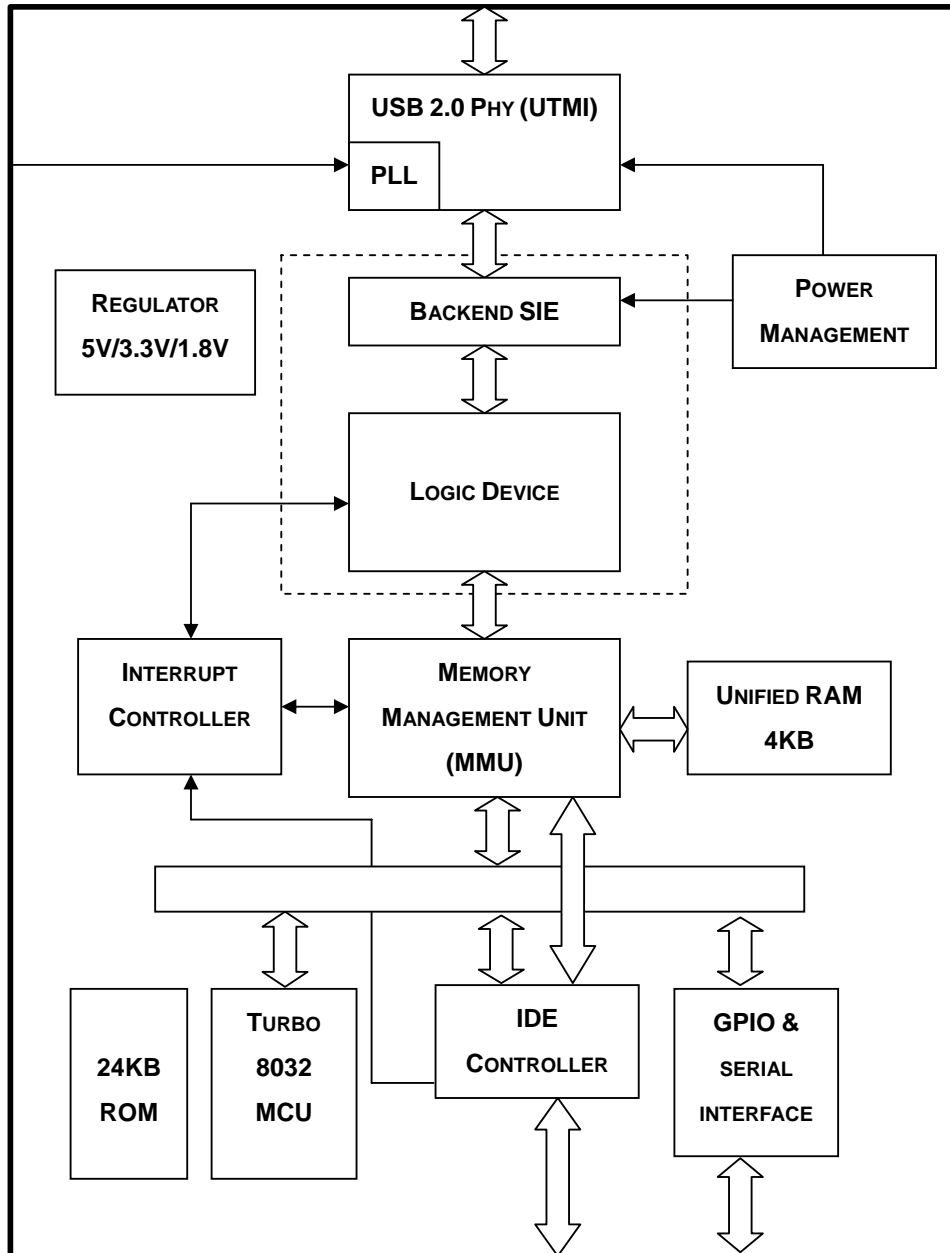 USB 2.0 PHY (UTMI)
PLL
REGULATOR
5V/3.3V/1.8V
BACKEND SIE
POWER
MANAGEMENT
LOGIC DEVICE
INTERRUPT
CONTROLLER
MEMORY
MANAGEMENT UNIT
(MMU)
UNIFIED RAM
4KB
24KB
ROM
TURBO
8032
MCU
IDE
CONTROLLER
GPIO &
SERIAL
INTERFACE